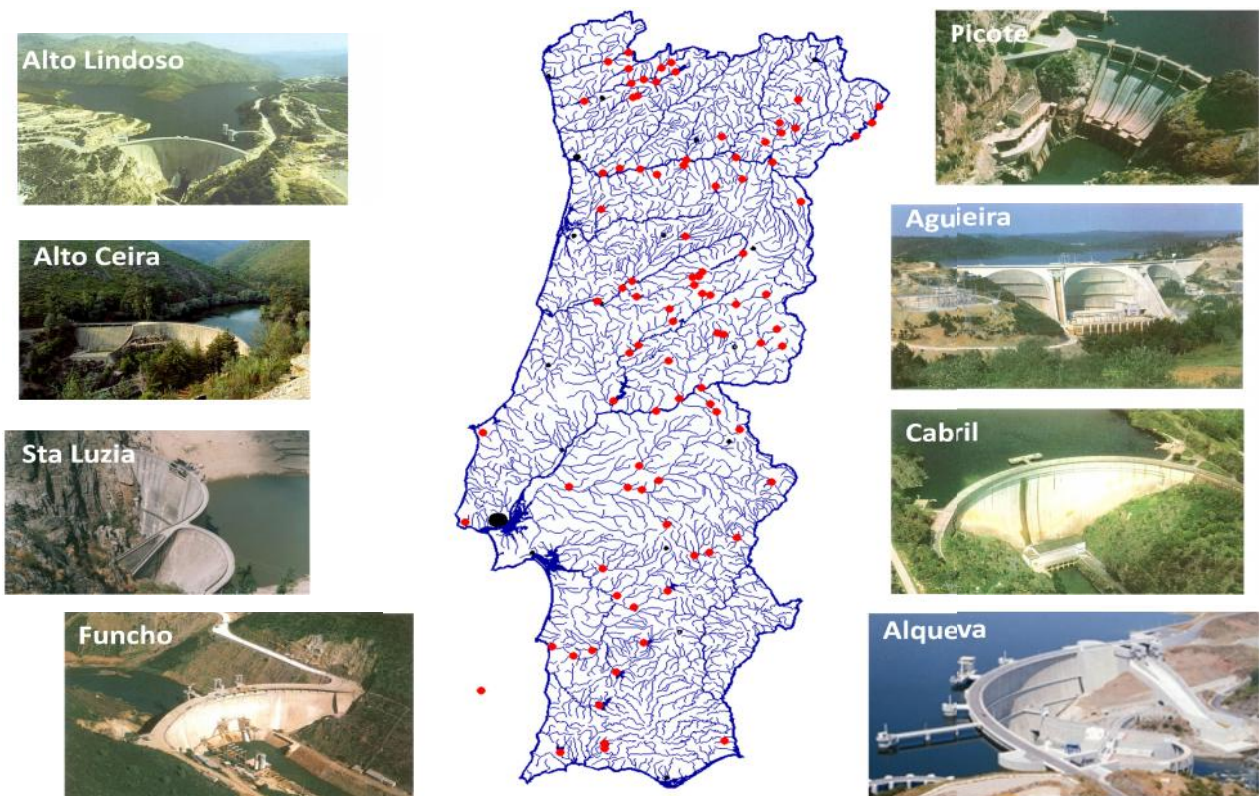 Alto Lindoso
Alto Ceira
Sta Luzia
Funcho
Picote
Aguieira
Cabril
Alqueva